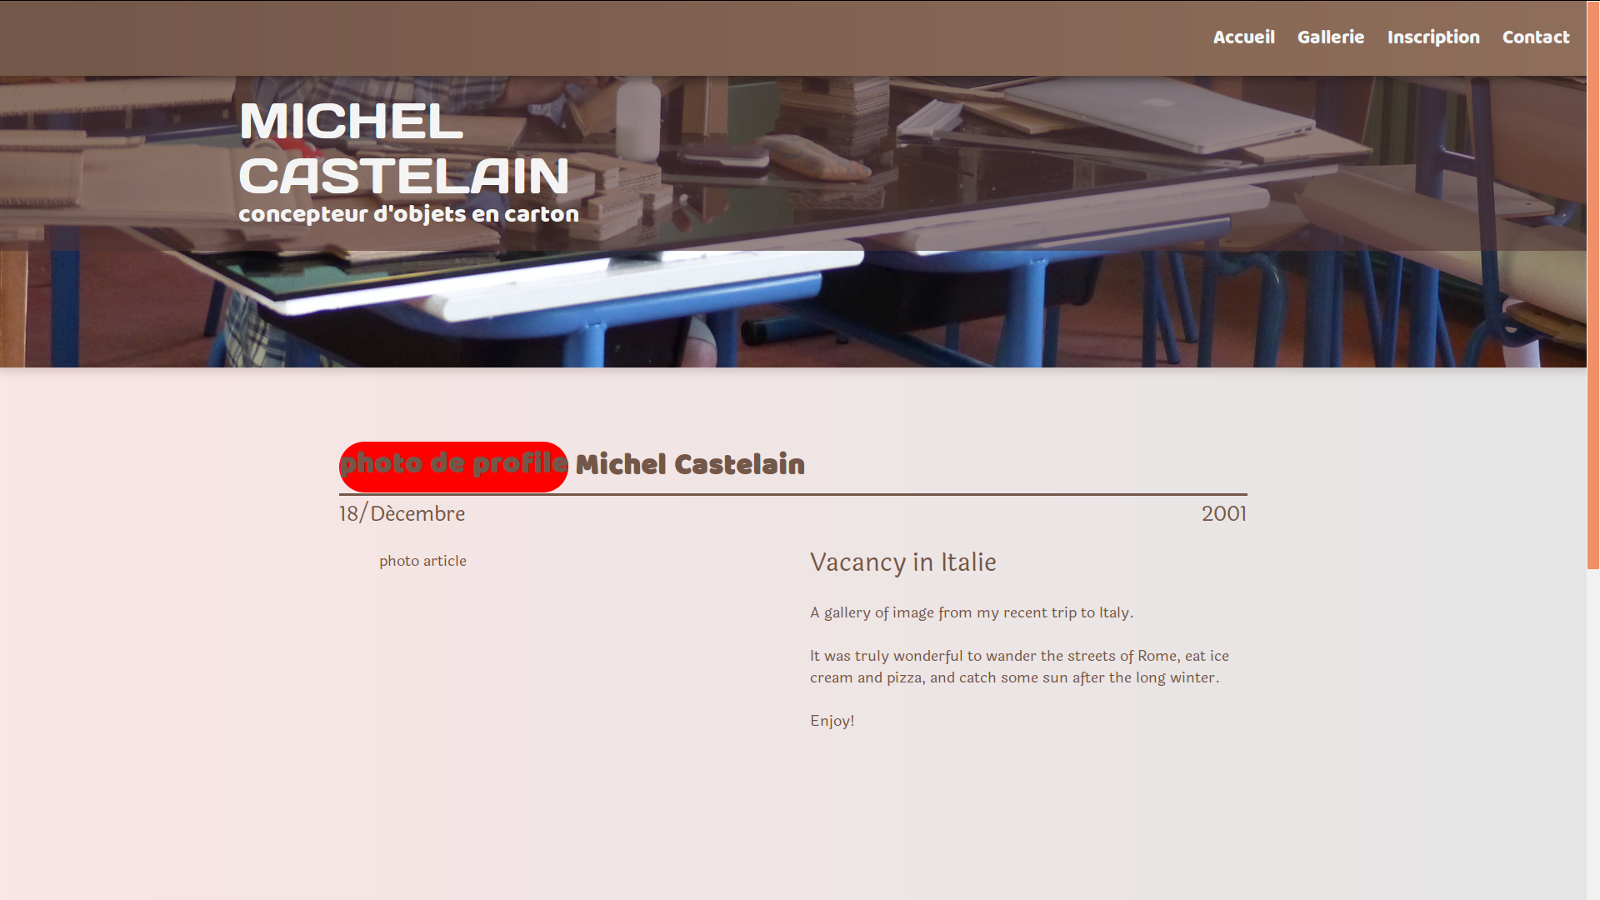 Accueil Gallerie Inscription Contact
MICHEL
CASTELAIN
concepteur d'objets en carton
photo de profile Michel Castelain
18/Dècembre 2001
photo article
Vacancy in Italie
A gallery of image from my recent trip to Italy.
It was truly wonderful to wander the streets of Rome, eat ice
cream and pizza, and catch some sun after the long winter.
Enjoy!